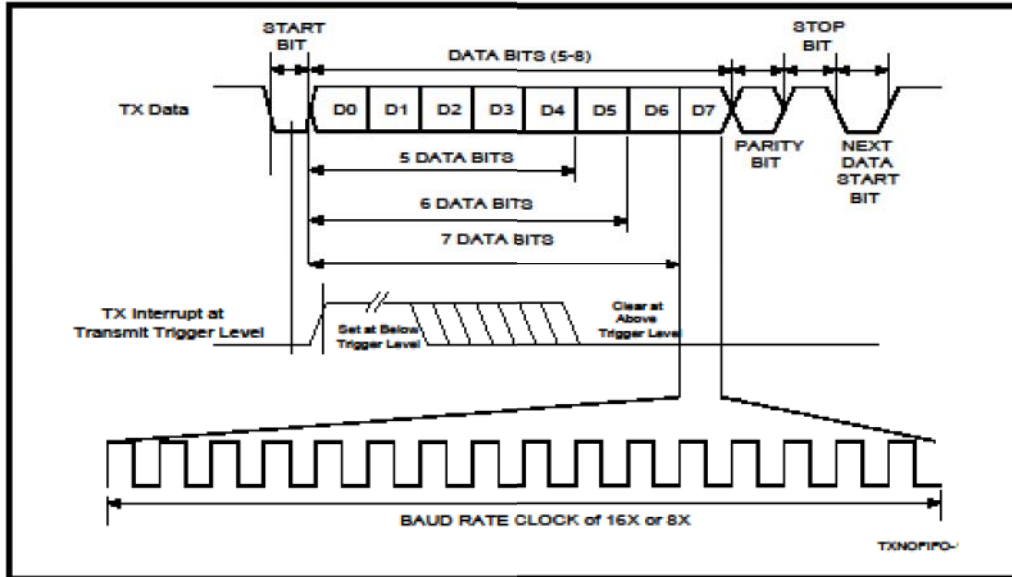 START
BIT
DATA BITS (5-8)
STOP
BIT
TX Data
D0 D1 D2 D3 D4 D5 D6 D7
PARITY
BIT
NEXT
DATA
START
BIT
5 DATA BITS
6 DATA BITS
7 DATA BITS
TX Interrupt at
Transmit Trigger Level
Set at Below
Trigger Level
Clear at
Above
Trigger Level
BAUD RATE CLOCK of 16X or 8X
TXNOFIFO-